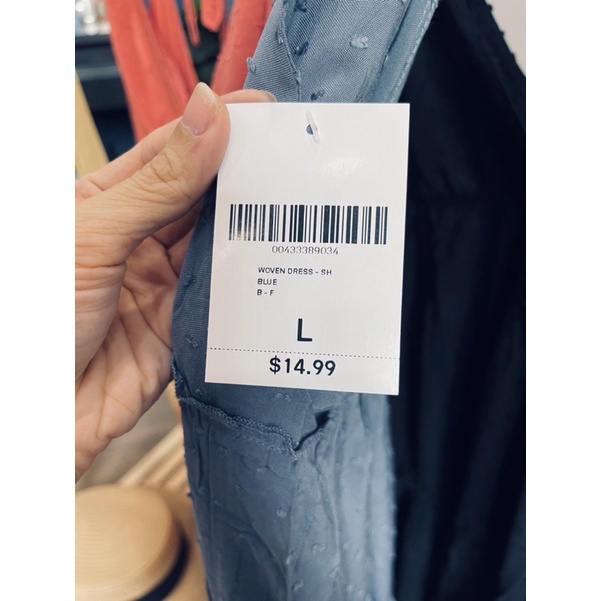 00433389034
WOVEN DRESS - SH
BLUE
B - F
L
$14.99